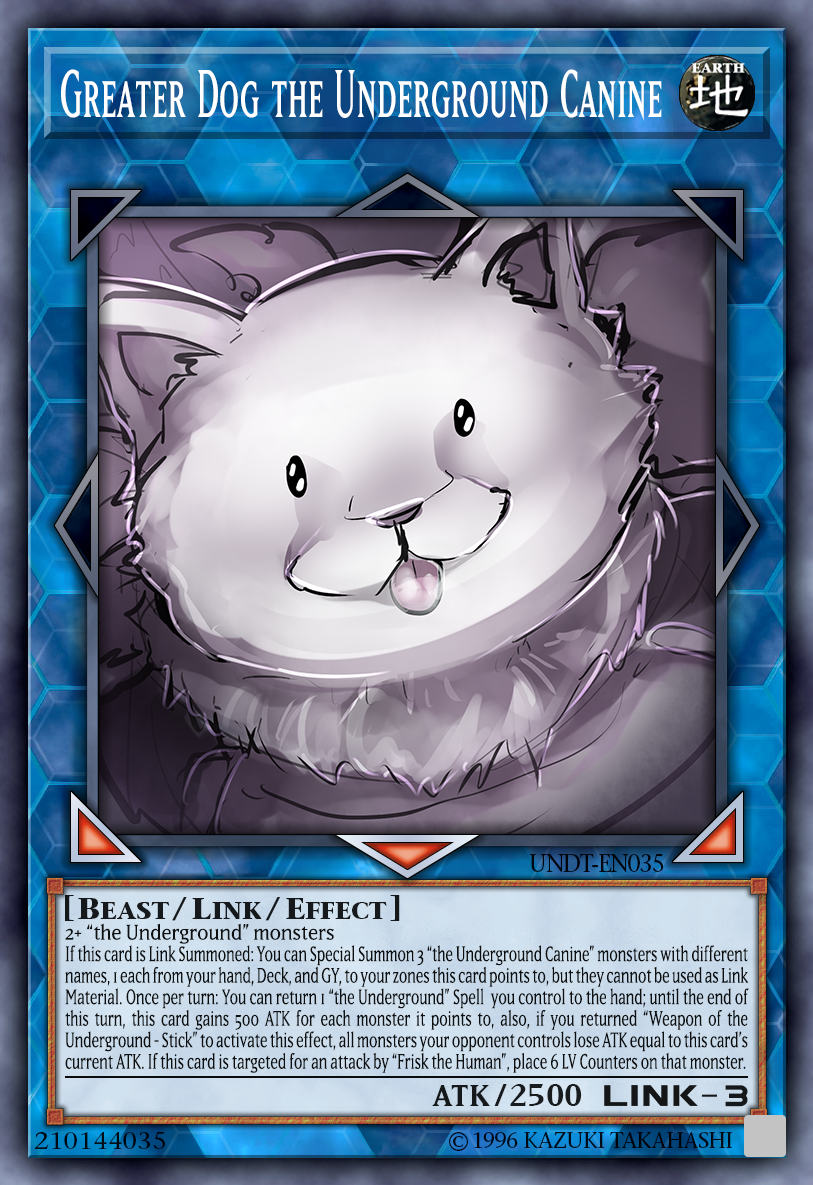 Greater Dog the Underground Canine
EARTH
地
UNDT-EN035
[Beast/Link/Effect]
2+ “the Underground” monsters
If this card is Link Summoned: You can Special Summon 3 “the Underground Canine” monsters with different
names, 1 each from your hand, Deck, and GY, to your zones this card points to, but they cannot be used as Link
Material. Once per turn: You can return 1 “the Underground” Spell you control to the hand; until the end of
this turn, this card gains 500 ATK for each monster it points to, also, if you returned “Weapon of the
Underground - Stick” to activate this effect, all monsters your opponent controls lose ATK equal to this card's
current ATK. If this card is targeted for an attack by “Frisk the Human”, place 6 LV Counters on that monster.
ATK/2500 LINK-3
210144035
© 1996 KAZUKI TAKAHASHI